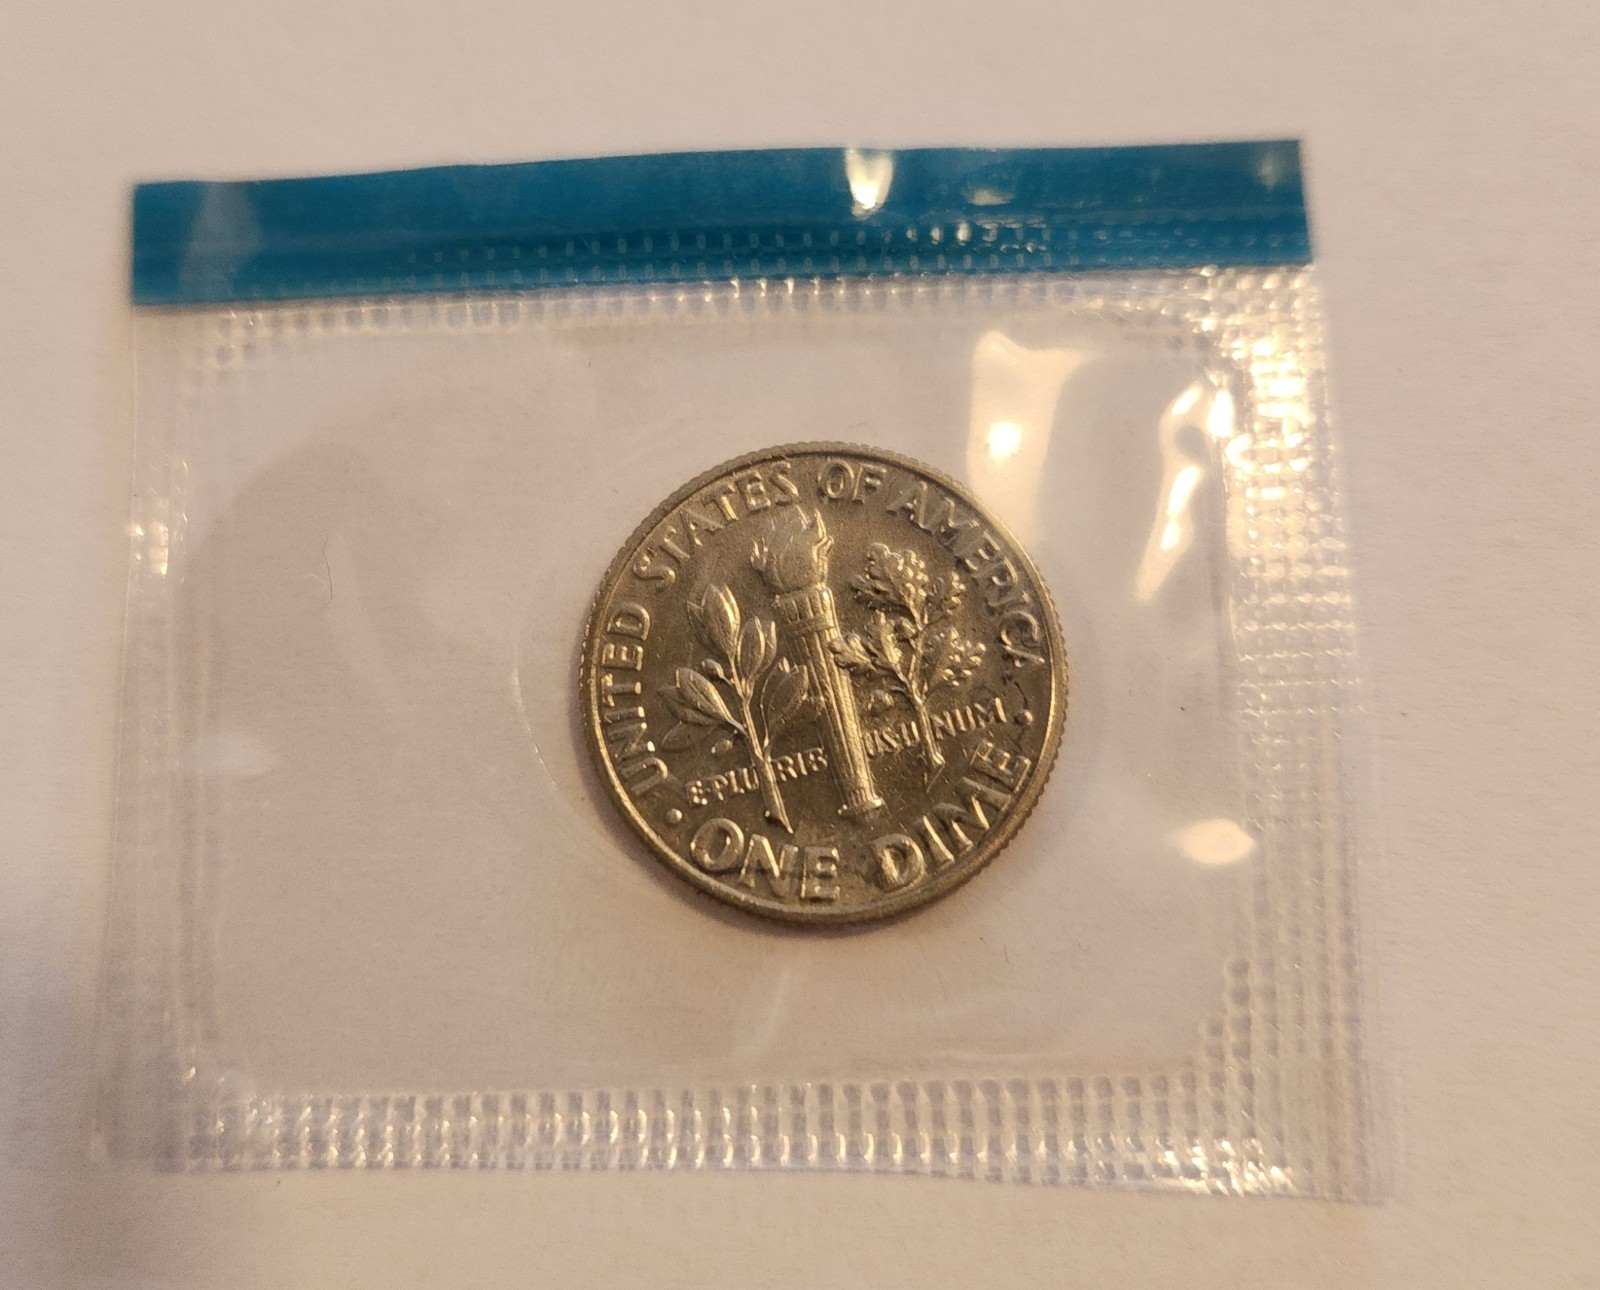 UNITED STATES OF AMERICA
E·PLURIBUS UNUM
· ONE DIME ·